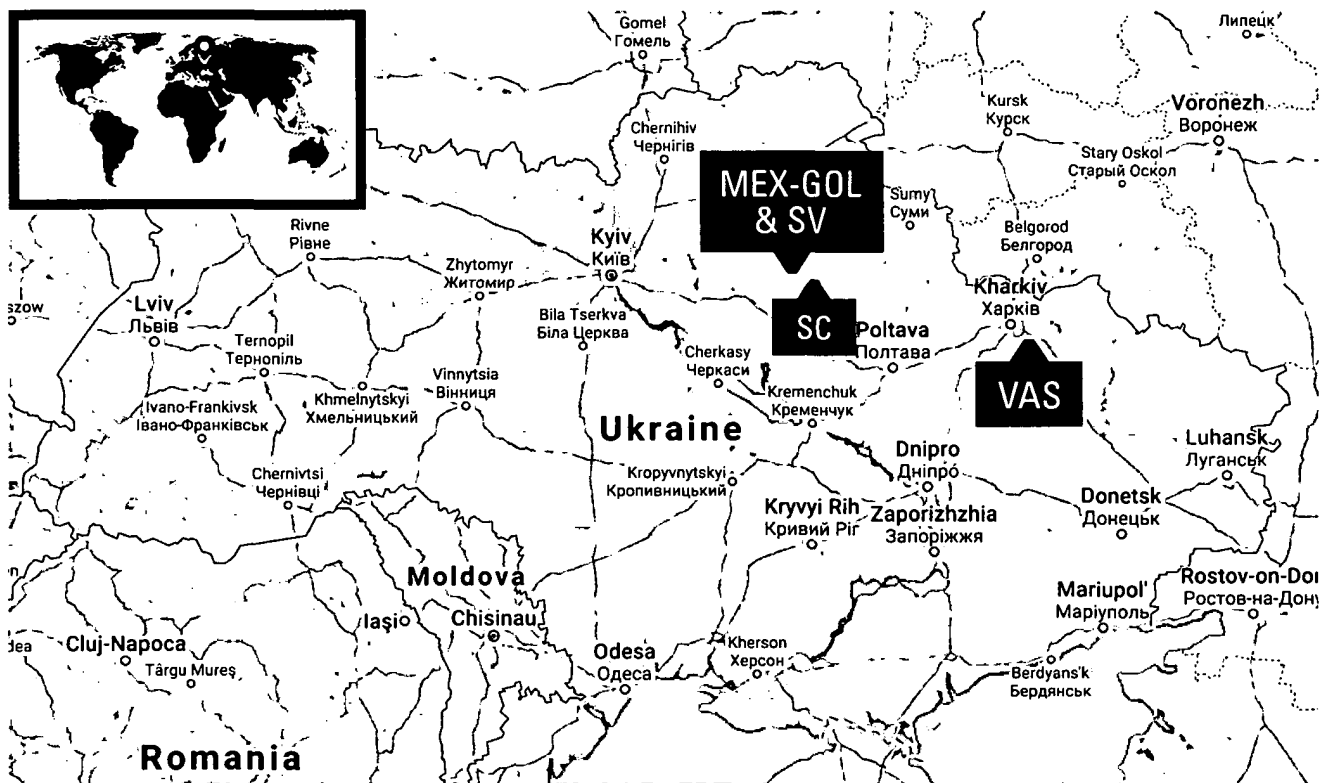 Gomel
Гомель
Липецк
Kursk
Курск
Voronezh
Воронеж
Chernihiv
Чернігів
Stary Oskol
Старый Оскол
MEX-GOL
& SV
Sumy
Суми
Rivne
Рівне
Kyiv
Київ
Belgorod
Белгород
Zhytomyr
Житомир
Kharkiv
Харків
szow
Lviv
Львів
Bila Tserkva
Біла Церква
SC
Poltava
Полтава
Ternopil
Тернопіль
Cherkasy
Черкаси
VAS
Vinnytsia
Вінниця
Khmelnytskyi
Хмельницький
Kremenchuk
Кременчук
Ivano-Frankivsk
Івано-Франківськ
Ukraine
Luhansk
Луганськ
Dnipro
Дніпро
Chernivtsi
Чернівці
Kropyvnytskyi
Кропивницький
Kryvyi Rih
Кривий Ріг
Zaporizhzhia
Запоріжжя
Donetsk
Донецьк
Moldova
Mariupol'
Маріуполь
Rostov-on-Don
Ростов-на-Дону
Iași
Chisinau
Cluj-Napoca
dea
Târgu Mureș
Odesa
Одеса
Kherson
Херсон
Berdyans'k
Бердянськ
Romania